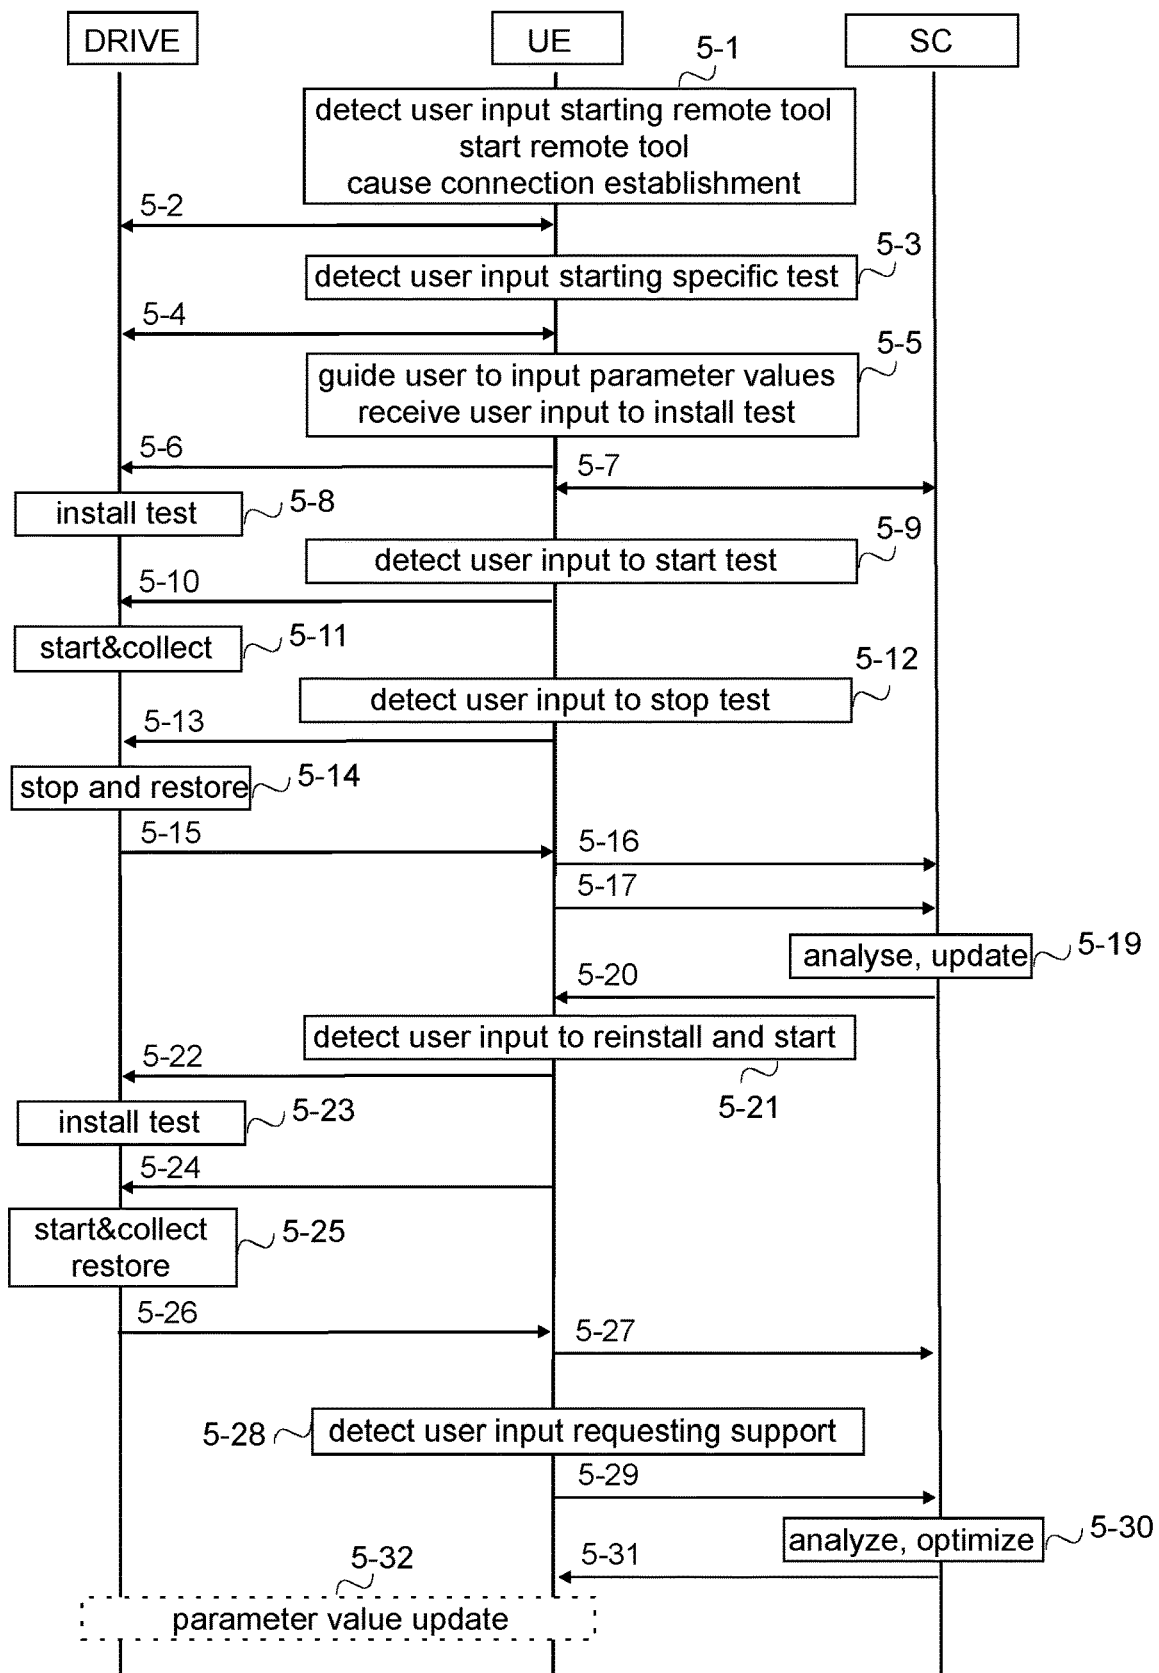 DRIVE
UE
SC
5-1
detect user input starting remote tool
start remote tool
cause connection establishment
5-2
5-3
detect user input starting specific test
5-4
5-5
guide user to input parameter values
receive user input to install test
5-6
5-7
install test
5-8
5-9
detect user input to start test
5-10
start&collect
5-11
5-12
detect user input to stop test
5-13
stop and restore
5-14
5-15
5-16
5-17
analyse, update
5-19
5-20
detect user input to reinstall and start
5-21
5-22
install test
5-23
5-24
start&collect
restore
5-25
5-26
5-27
5-28
detect user input requesting support
5-29
analyze, optimize
5-30
5-31
5-32
parameter value update